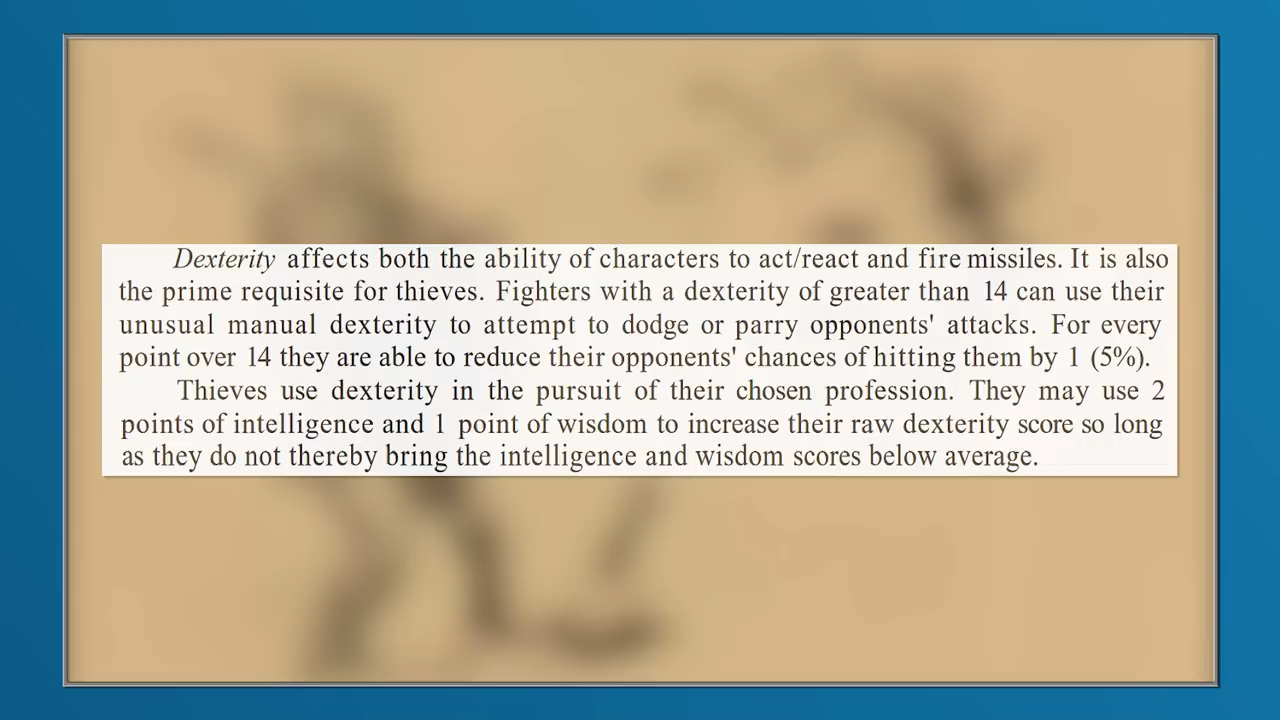 Dexterity affects both the ability of characters to act/react and fire missiles. It is also
the prime requisite for thieves. Fighters with a dexterity of greater than 14 can use their
unusual manual dexterity to attempt to dodge or parry opponents' attacks. For every
point over 14 they are able to reduce their opponents' chances of hitting them by 1 (5%).
Thieves use dexterity in the pursuit of their chosen profession. They may use 2
points of intelligence and 1 point of wisdom to increase their raw dexterity score so long
as they do not thereby bring the intelligence and wisdom scores below average.